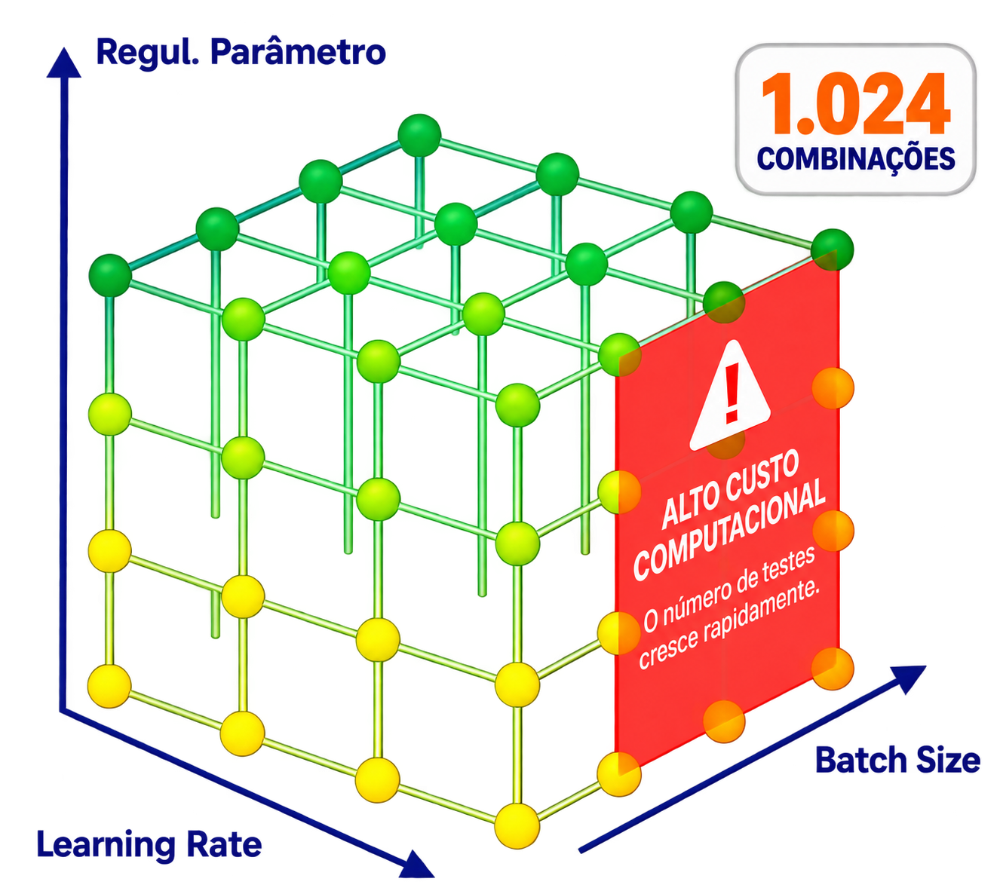 Regul. Parâmetro
1.024
COMBINAÇÕES
!
ALTO CUSTO
COMPUTACIONAL
O número de testes
cresce rapidamente.
Batch Size
Learning Rate